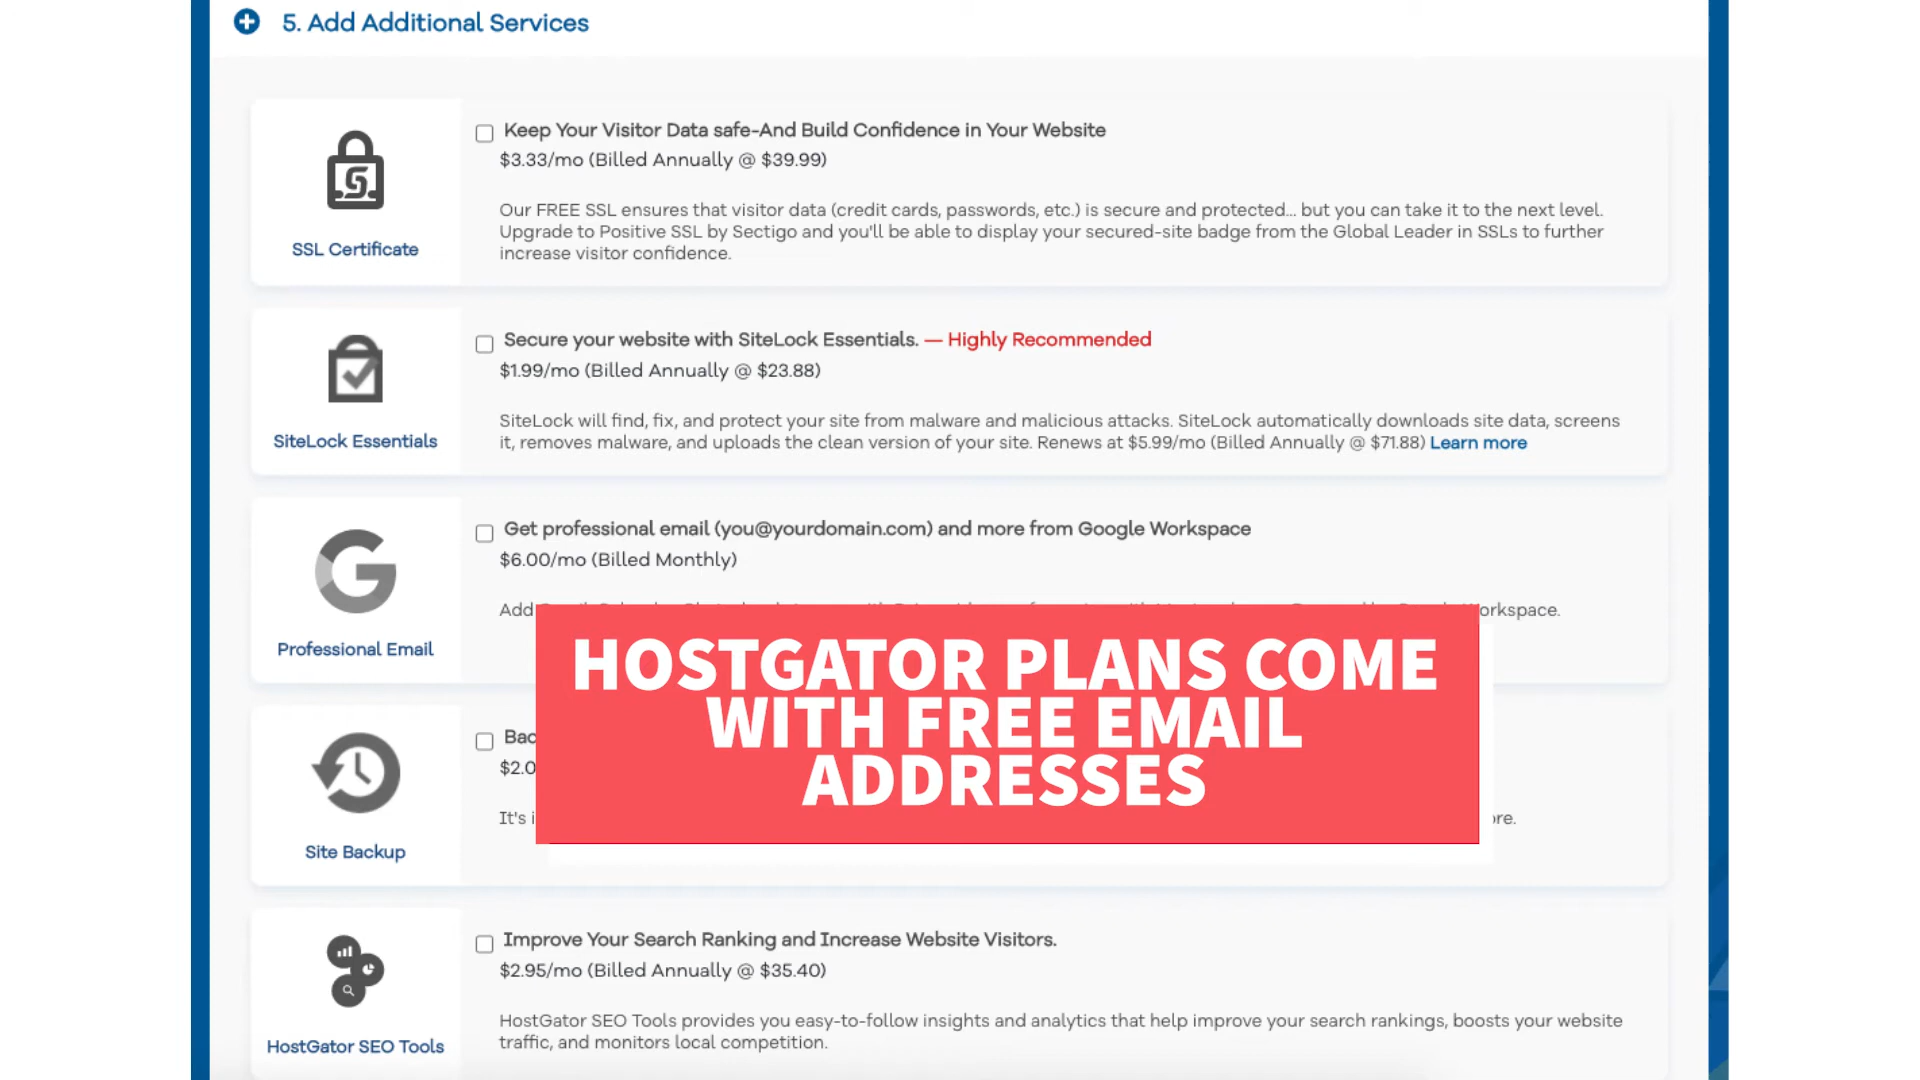 5. Add Additional Services
Keep Your Visitor Data safe-And Build Confidence in Your Website
$3.33/mo (Billed Annually @ $39.99)
Our FREE SSL ensures that visitor data (credit cards, passwords, etc.) is secure and protected... but you can take it to the next level.
Upgrade to Positive SSL by Sectigo and you'll be able to display your secured-site badge from the Global Leader in SSLs to further
increase visitor confidence.
SSL Certificate
Secure your website with SiteLock Essentials. — Highly Recommended
$1.99/mo (Billed Annually @ $23.88)
SiteLock will find, fix, and protect your site from malware and malicious attacks. SiteLock automatically downloads site data, screens
it, removes malware, and uploads the clean version of your site. Renews at $5.99/mo (Billed Annually @ $71.88) Learn more
SiteLock Essentials
Get professional email (you@yourdomain.com) and more from Google Workspace
$6.00/mo (Billed Monthly)
Add
Professional Email
HOSTGATOR PLANS COME
WITH FREE EMAIL
ADDRESSES
$2.0
It's
Site Backup
Improve Your Search Ranking and Increase Website Visitors.
$2.95/mo (Billed Annually @ $35.40)
HostGator SEO Tools provides you easy-to-follow insights and analytics that help improve your search rankings, boosts your website
traffic, and monitors local competition.
HostGator SEO Tools